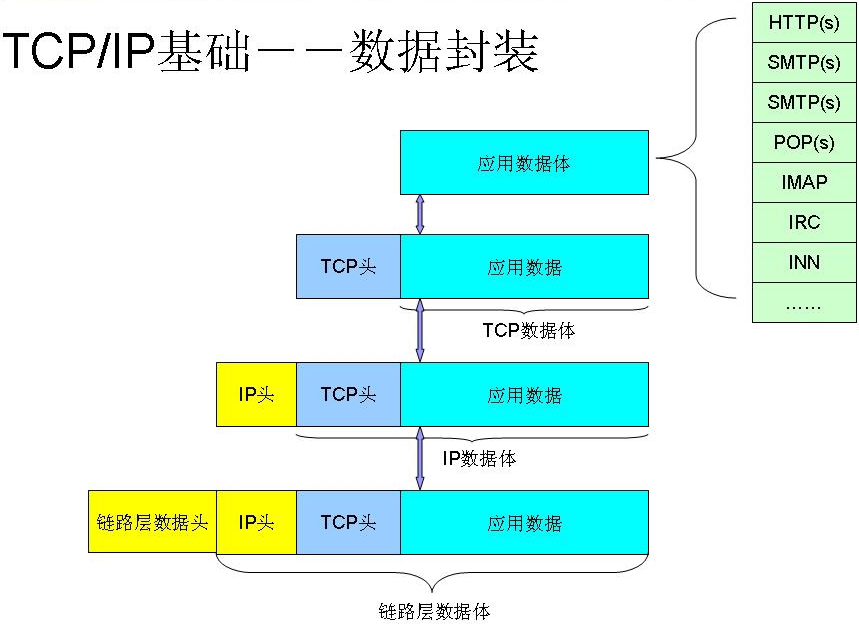 TCP/IP基础－－数据封装
HTTP(s)
SMTP(s)
SMTP(s)
POP(s)
IMAP
IRC
INN
……
应用数据体
TCP头 应用数据
TCP数据体
IP头 TCP头 应用数据
IP数据体
链路层数据头 IP头 TCP头 应用数据
链路层数据体